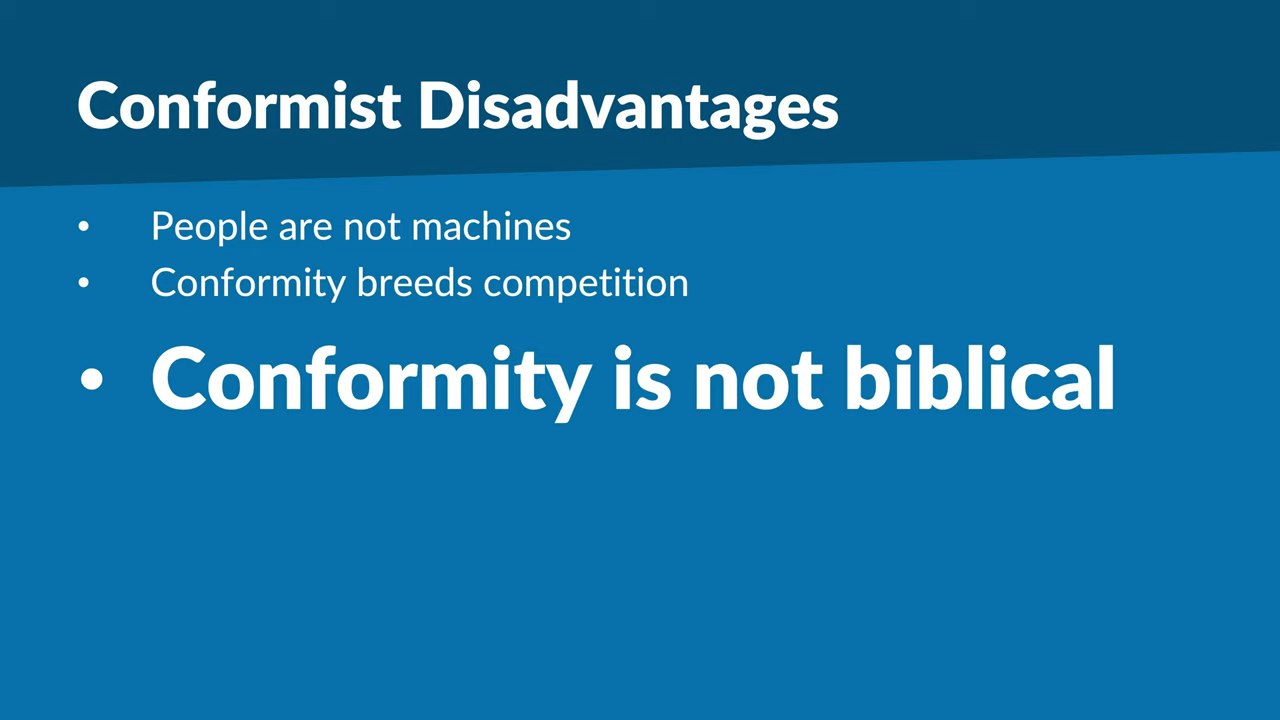 Conformist Disadvantages
• People are not machines
• Conformity breeds competition
• Conformity is not biblical